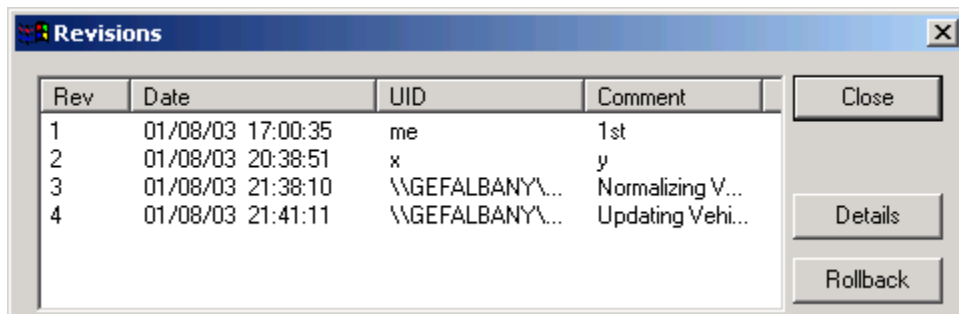 Revisions
Rev Date UID Comment Close
1 01/08/03 17:00:35 me 1st
2 01/08/03 20:38:51 x y
3 01/08/03 21:38:10 \\GEFALBANY\... Normalizing V...
4 01/08/03 21:41:11 \\GEFALBANY\... Updating Vehi... Details
Rollback